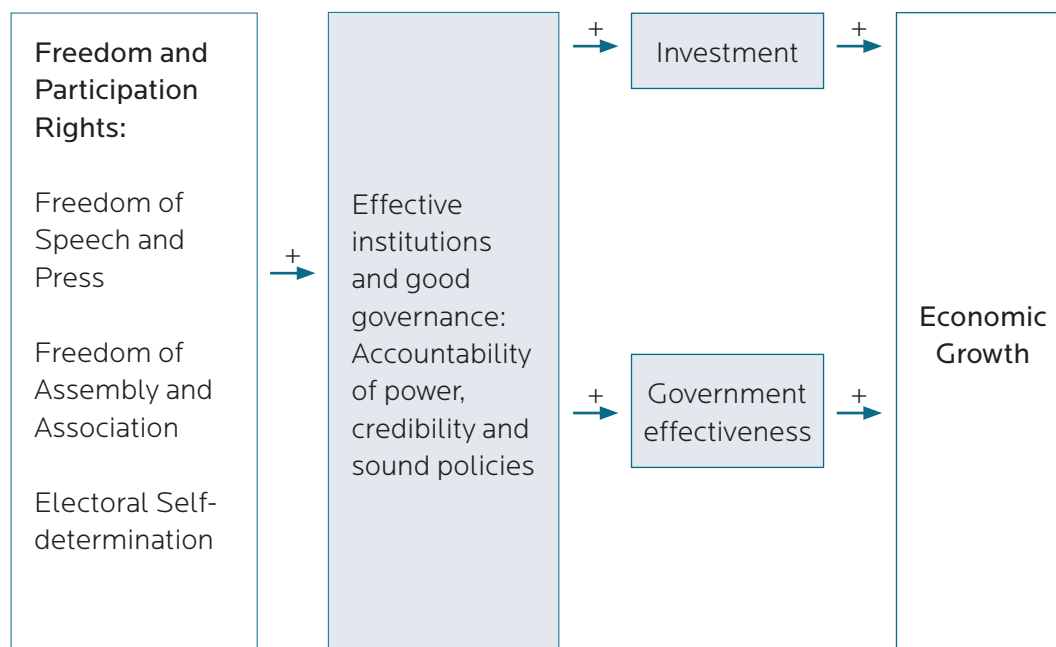 Freedom and
Participation
Rights:
Freedom of
Speech and
Press
Freedom of
Assembly and
Association
Electoral Self-
determination
+
Effective
institutions
and good
governance:
Accountability
of power,
credibility and
sound policies
+
Investment
+
+
Government
effectiveness
+
Economic
Growth